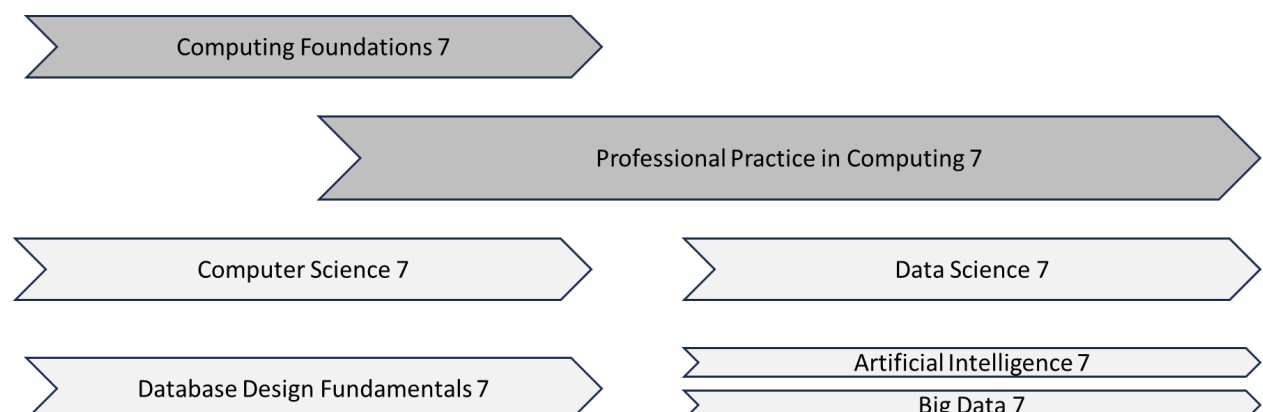 Computing Foundations 7
Professional Practice in Computing 7
Computer Science 7
Data Science 7
Database Design Fundamentals 7
Artificial Intelligence 7
Big Data 7